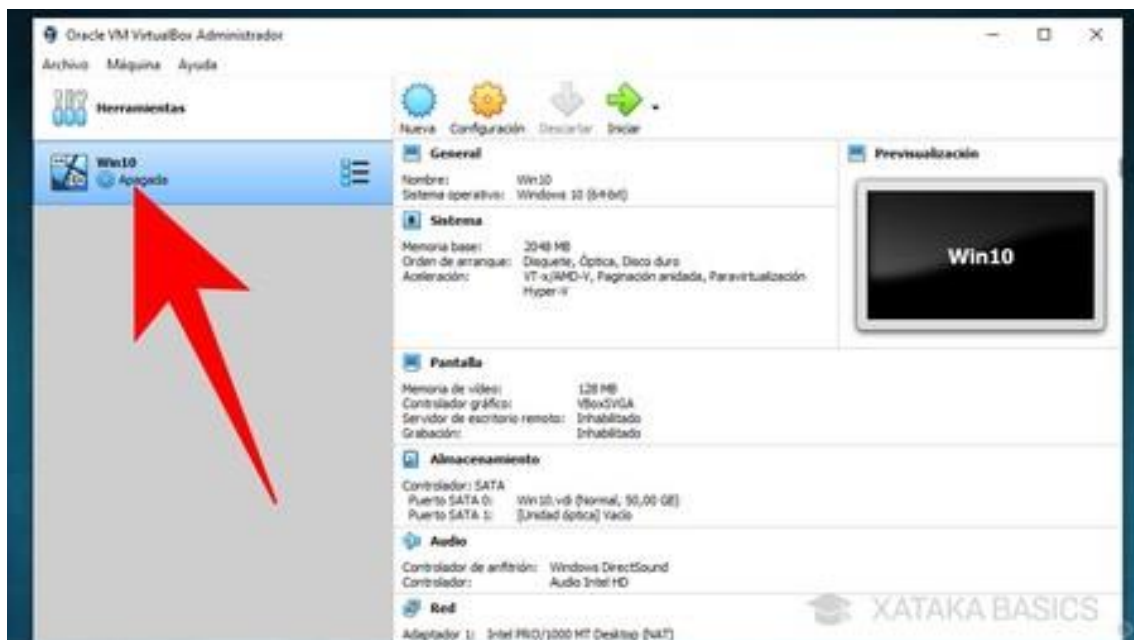 Oracle VM VirtualBox Administrador
Archivo Máquina Ayuda
Herramientas
Nueva Configuración Descartar Iniciar
Win10
Apagada
General
Nombre: Win10
Sistema operativo: Windows 10 (64-bit)
Sistema
Memoria base: 2048 MB
Orden de arranque: Disquete, Óptica, Disco duro
Aceleración: VT-x/AMD-V, Paginación anidada, Paravirtualización
Hyper-V
Previsualización
Win10
Pantalla
Memoria de vídeo: 128 MB
Controlador gráfico: VBoxSVGA
Servidor de escritorio remoto: Inhabilitado
Grabación: Inhabilitado
Almacenamiento
Controlador: SATA
Puerto SATA 0: Win10.vdi (Normal, 50,00 GB)
Puerto SATA 1: [Unidad óptica] Vacío
Audio
Controlador de anfitrión: Windows DirectSound
Controlador: Audio Intel HD
Red
Adaptador 1: Intel PRO/1000 MT Desktop (NAT)
XATAKA BASICS